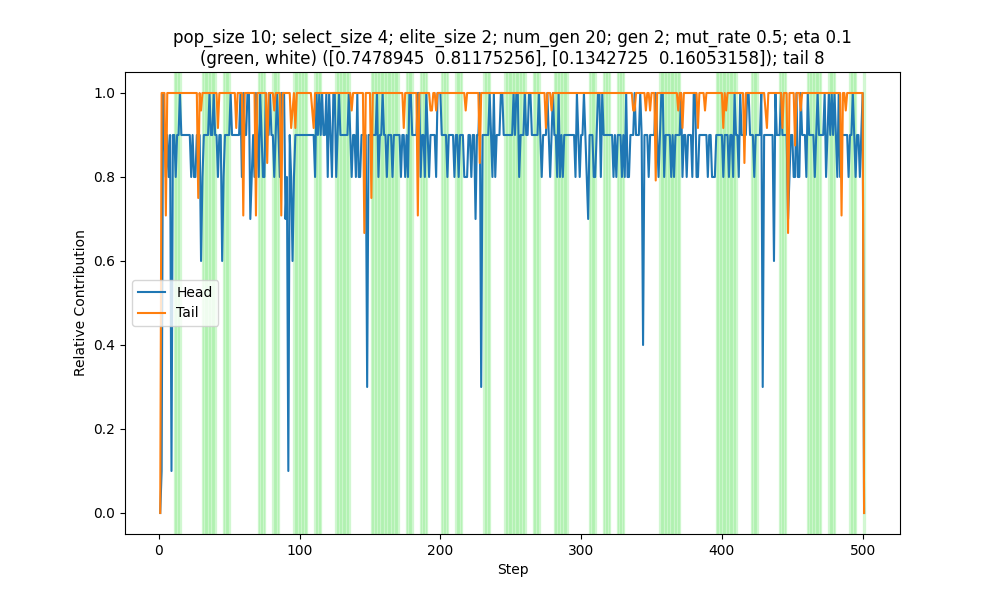 pop_size 10; select_size 4; elite_size 2; num_gen 20; gen 2; mut_rate 0.5; eta 0.1
(green, white) ([0.7478945  0.81175256], [0.1342725  0.16053158]); tail 8
1.0
0.8
0.6
0.4
0.2
0.0
Relative Contribution
Head
Tail
0
100
200
300
400
500
Step